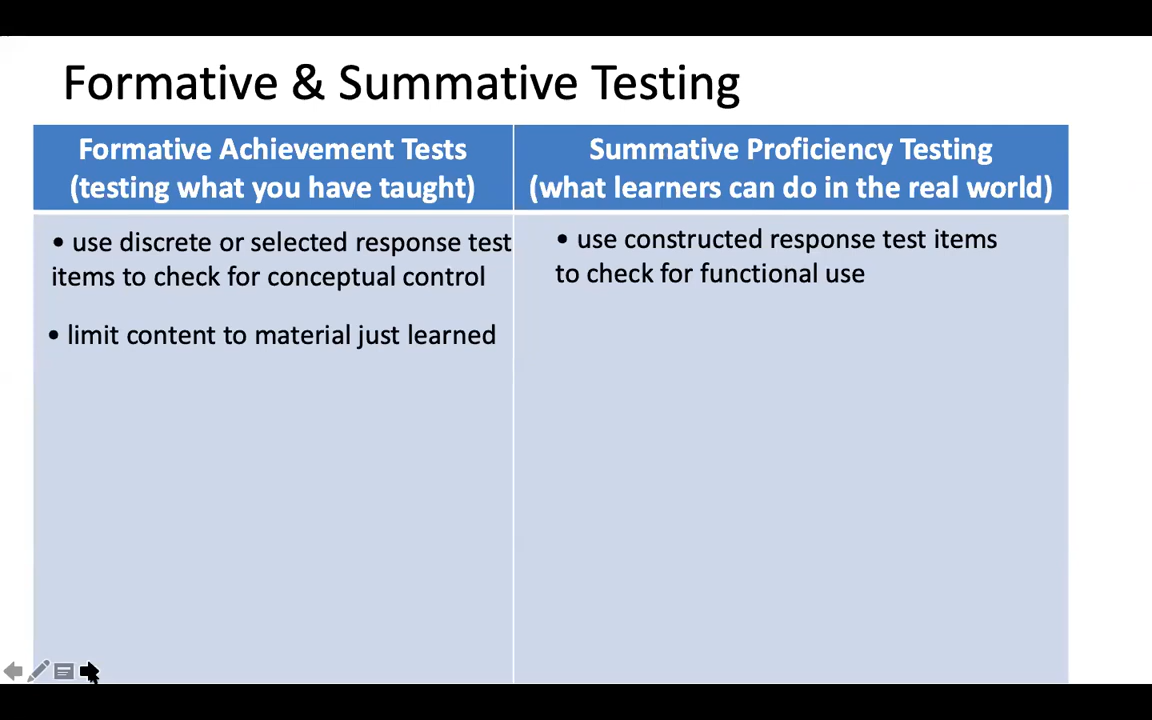 Formative & Summative Testing
Formative Achievement Tests
(testing what you have taught)
Summative Proficiency Testing
(what learners can do in the real world)
• use discrete or selected response test
items to check for conceptual control
• limit content to material just learned
• use constructed response test items
to check for functional use